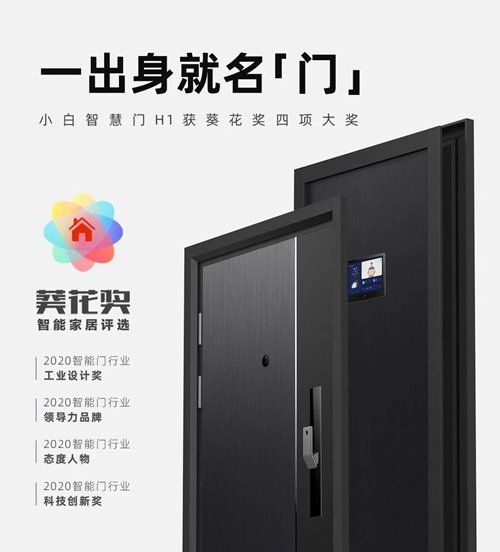 一出身就名「门」
小白智慧门H1获葵花奖四项大奖
葵花奖
智能家居评选
2020智能门行业
工业设计奖
2020智能门行业
领导力品牌
2020智能门行业
态度人物
2020智能门行业
科技创新奖